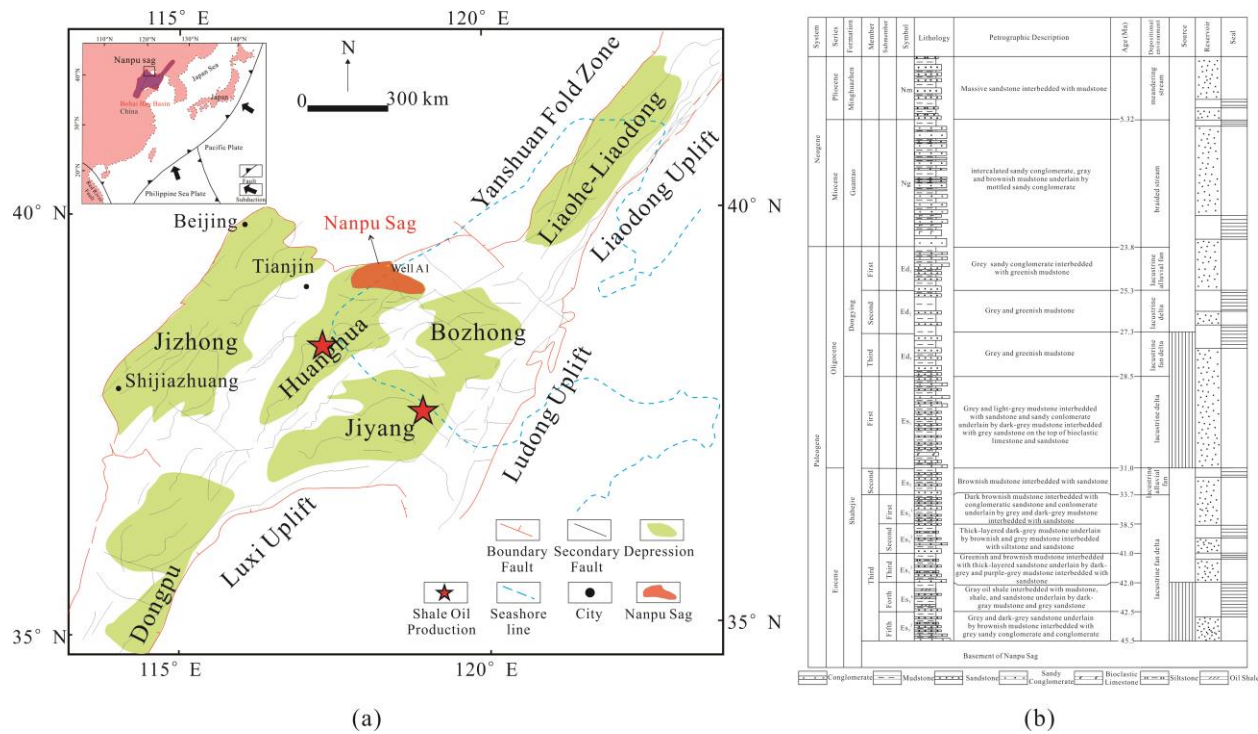 115° E
120° E
110°N
120°N
130°N
140°N
Nanpu sag
40°N
Japan Sea
Japan
Bohai Bay Basin
China
30°N
Pacific Plate
20°N
Philippine Sea Plate
Fault
Subduction
N
0
300 km
Yanshuan Fold Zone
Liaohe-Liaodong
Liaodong Uplift
40° N
40° N
Beijing
Nanpu Sag
Tianjin
Well A1
Jizhong
Huanghua
Bozhong
Shijiazhuang
Jiyang
Ludong Uplift
Luxi Uplift
Dongpu
Boundary
Fault
Secondary
Fault
Depression
Shale Oil
Production
Seashore
line
City
Nanpu Sag
35° N
35° N
115° E
120° E
(a)
System
Series
Formation
Member
Submember
Symbol
Lithology
Petrographic Description
Age (Ma)
Depositional
environment
Source
Reservoir
Seal
Neogene
Pliocene
Minghuazhen
Nm
Massive sandstone interbedded with mudstone
meandering
stream
5.32
Miocene
Guantao
Ng
intercalated sandy conglomerate, gray
and brownish mudstone underlain by
mottled sandy conglomerate
braided stream
23.8
Paleogene
Oligocene
Dongying
First
Ed₁
Grey sandy conglomerate interbedded
with greenish mudstone
lacustrine
alluvial fan
25.3
Second
Grey and greenish mudstone
lacustrine
delta
Third
Grey and greenish mudstone
lacustrine
fan delta
28.5
Shahejie
First
Es₁
Grey and light-grey mudstone interbedded
with sandstone and sandy conlomerate
underlain by dark-grey mudstone interbedded
with grey sandstone on the top of bioclastic
limestone and sandstone
lacustrine delta
31.0
Eocene
Second
Brownish mudstone interbedded with sandstone
lacustrine
alluvial
fan
33.7
Third
First
Dark brownish mudstone interbedded with
conglomeratic sandstone and conlomerate
underlain by grey and dark-grey mudstone
interbedded with sandstone
38.5
Second
Thick-layered dark-grey mudstone underlain
by brownish and grey mudstone interbedded
with siltstone and sandstone
41.0
Third
Greenish and brownish mudstone interbedded
with thick-layered sandstone underlain by dark-
grey and purple-grey mudstone interbedded with
sandstone
lacustrine fan delta
42.0
Forth
Gray oil shale interbedded with mudstone,
shale, and sandstone underlain by dark-
gray mudstone and grey sandstone
42.5
Fifth
Grey and dark-grey sandstone underlain
by brownish mudstone interbedded with
grey sandy conglomerate and conglomerate
45.5
Basement of Nanpu Sag
Conglomerate
Mudstone
Sandstone
Sandy
Conglomerate
Bioclastic
Limestone
Siltstone
Oil Shale
(b)